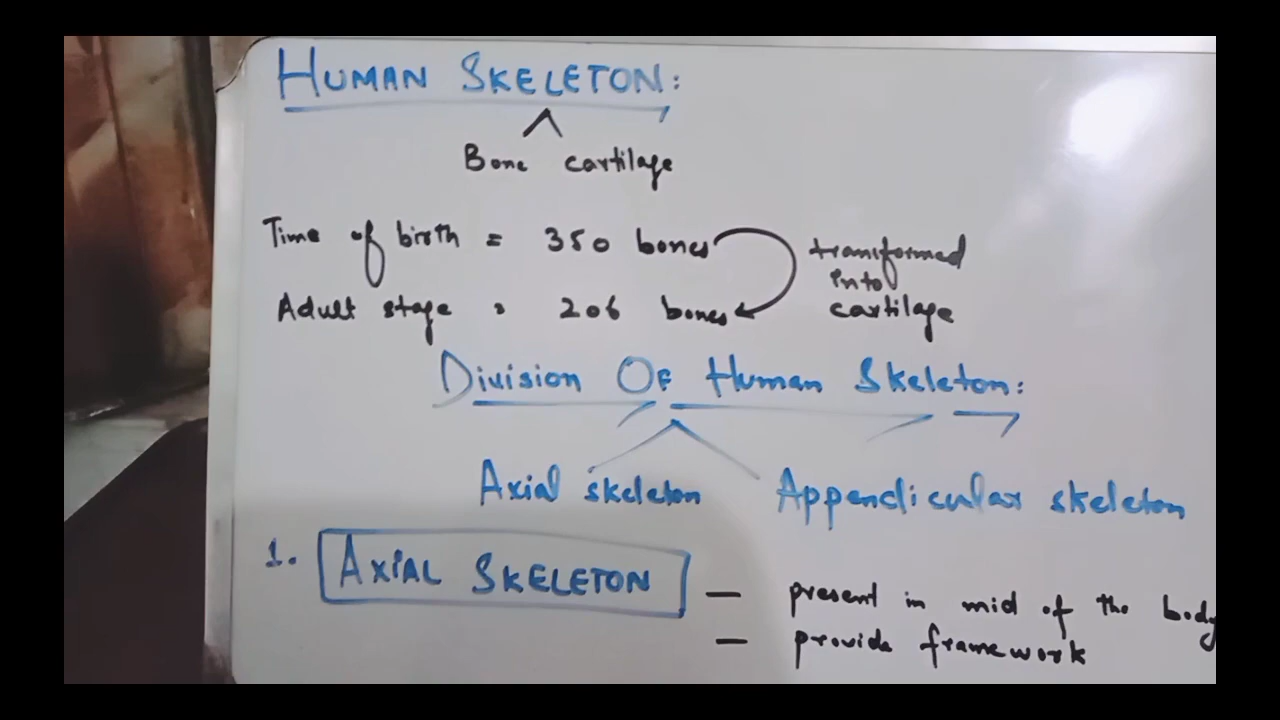 HUMAN SKELETON:
Bone cartilage
Time of birth = 350 bones
transformed
into
cartilage
Adult stage = 206 bones
Division Of Human Skeleton:
Axial skeleton Appendicular skeleton
1. AXIAL SKELETON
— present in mid of the body
— provide framework